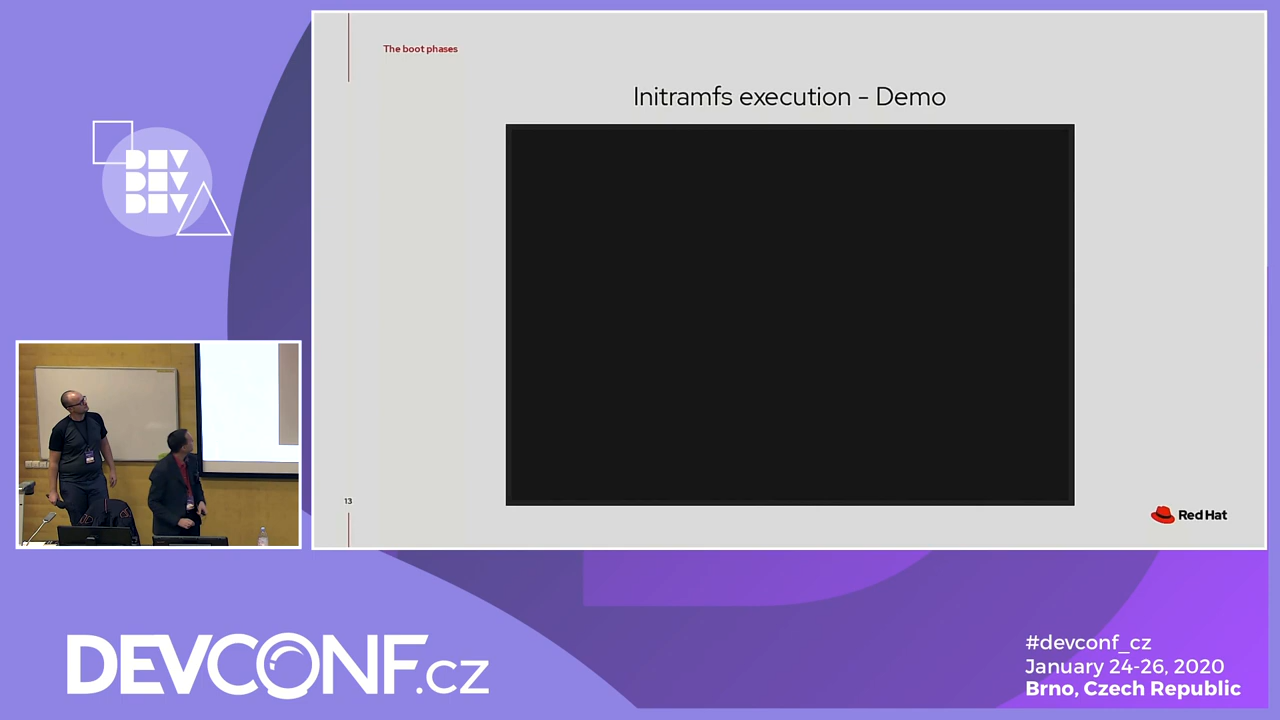 The boot phases
Initramfs execution - Demo
13
Red Hat
DEV
DEV
DEV
DEVCONF.cz
#devconf_cz
January 24-26, 2020
Brno, Czech Republic